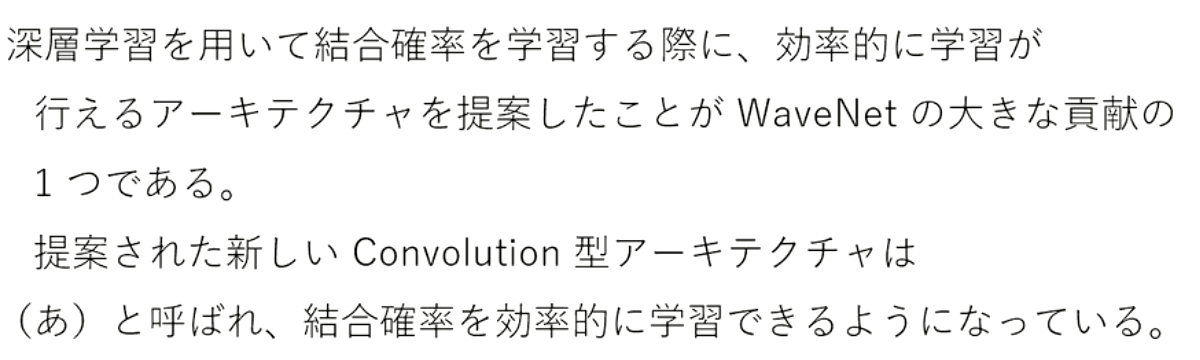 深層学習を用いて結合確率を学習する際に、効率的に学習が
行えるアーキテクチャを提案したことが WaveNet の大きな貢献の
1 つである。
提案された新しい Convolution 型アーキテクチャは
（あ）と呼ばれ、結合確率を効率的に学習できるようになっている。